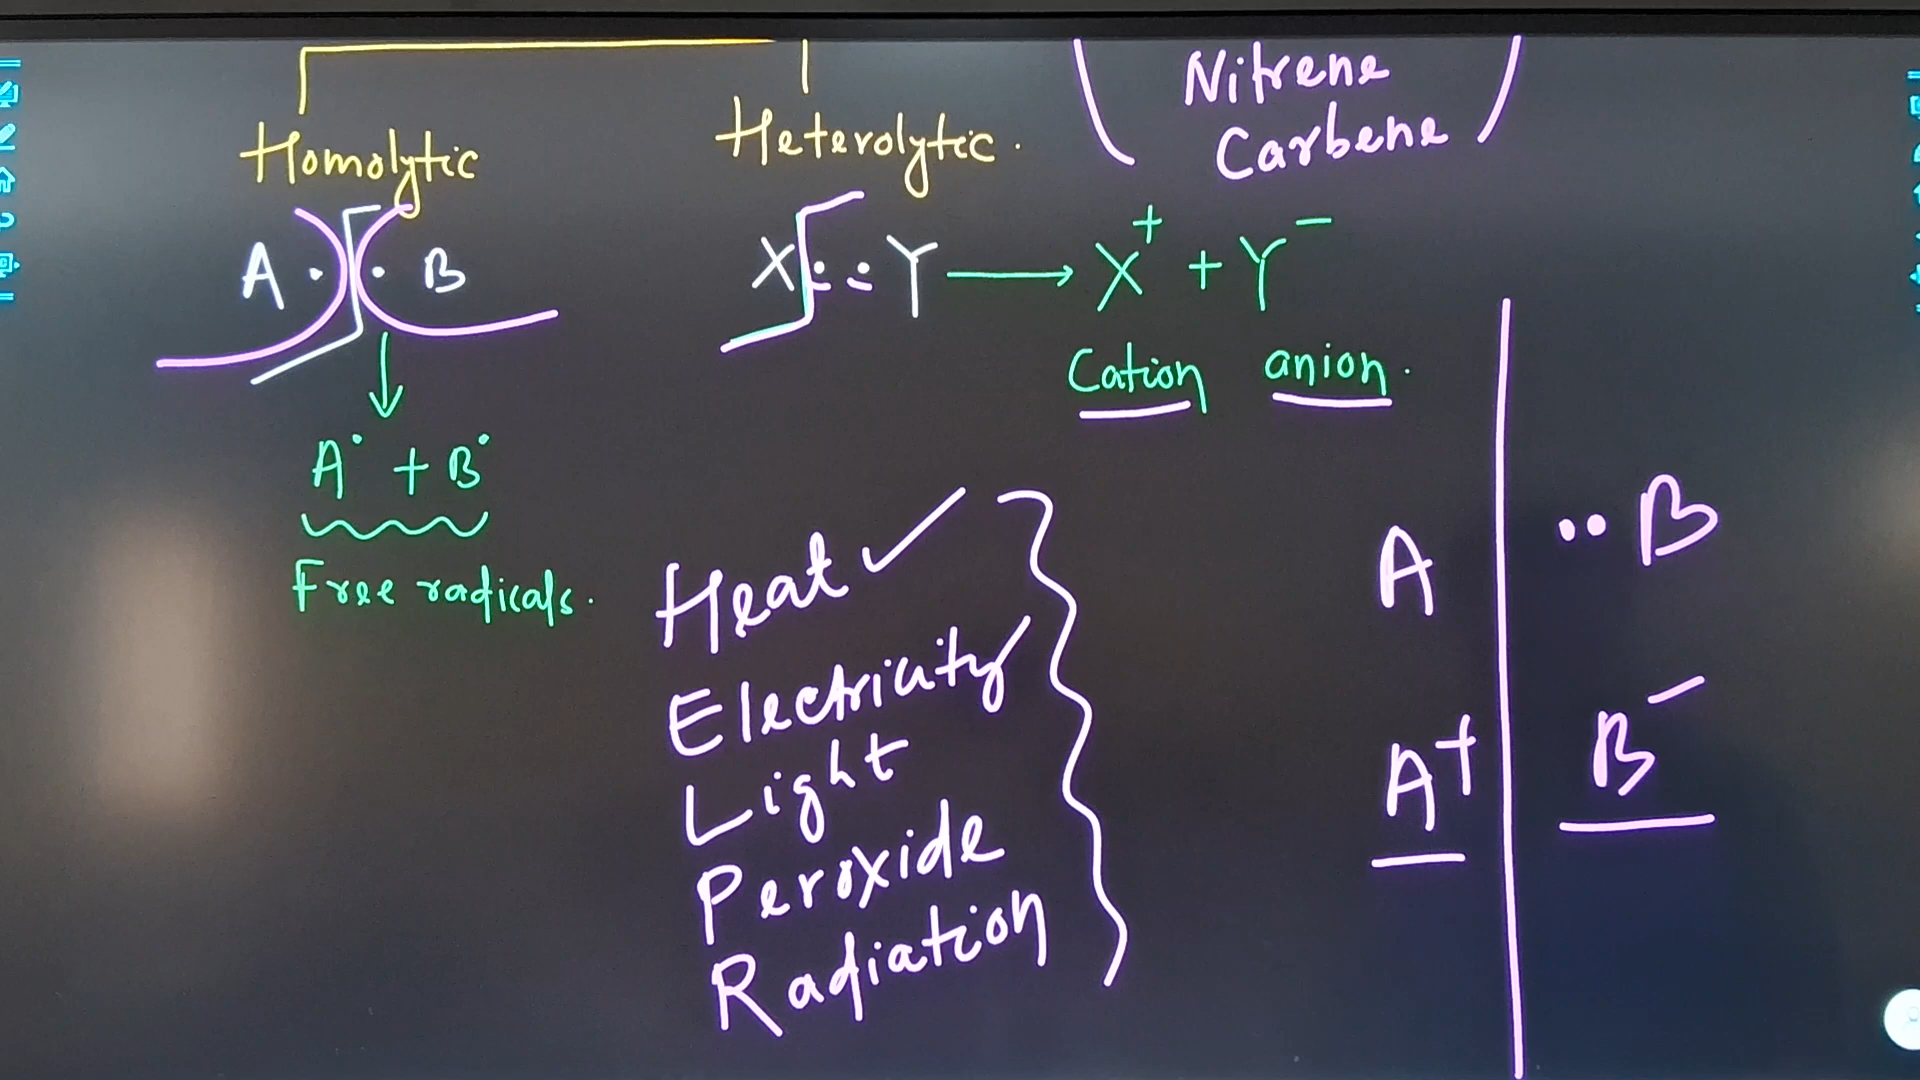 Nitrene
Carbene
Homolytic
Heterolytic.
A · · B
X : : Y → X⁺ + Y⁻
Cation anion.
A˙ + B˙
Free radicals.
Heat ✓
Electricity
Light
Peroxide
Radiation
A ·· B
A⁺ B⁻